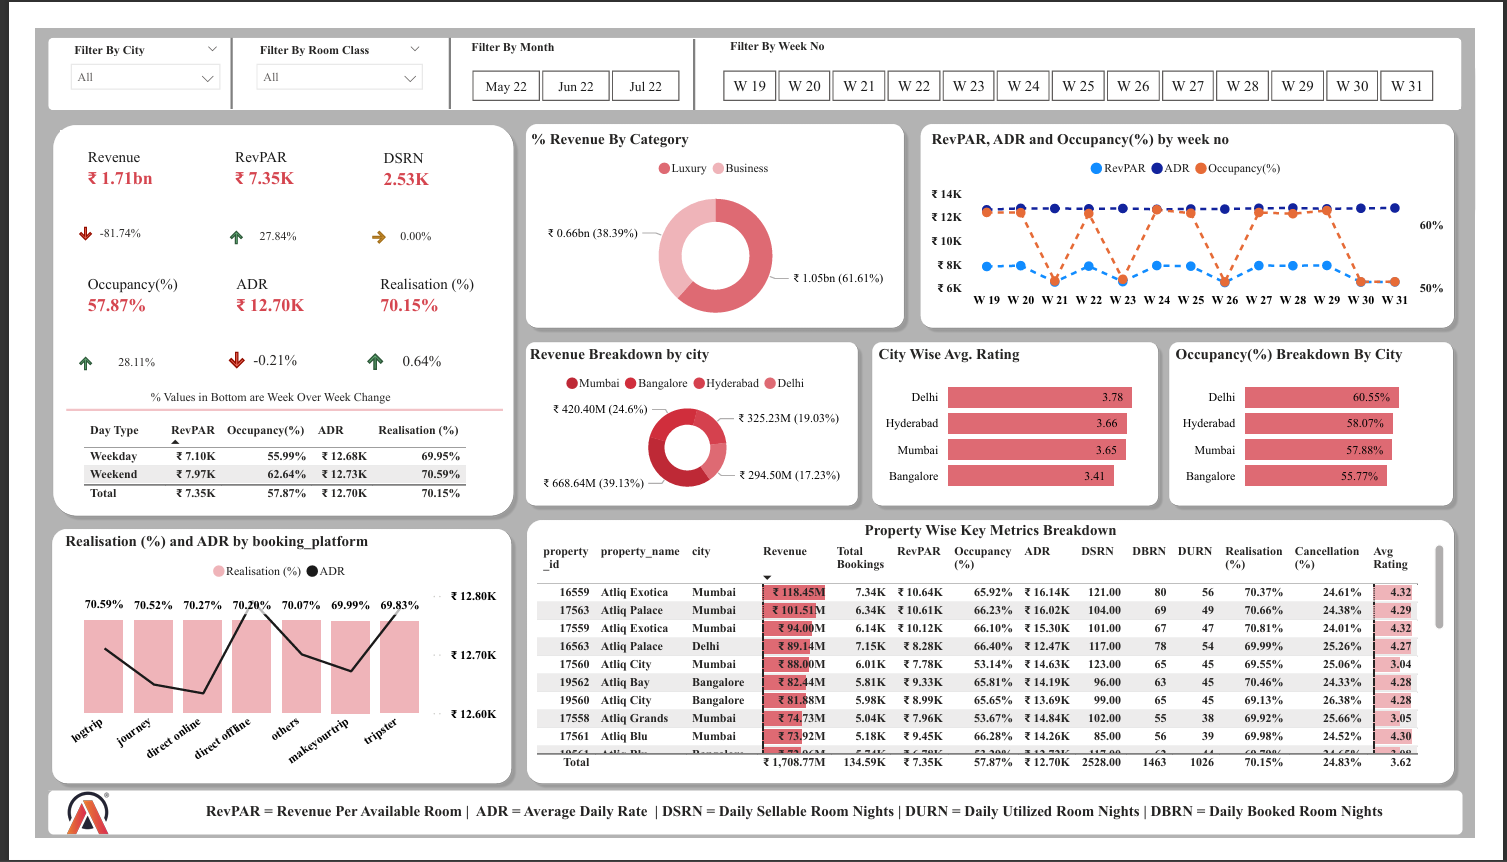 Filter By City
All
Filter By Room Class
All
Filter By Month
May 22 Jun 22 Jul 22
Filter By Week No
W 19 W 20 W 21 W 22 W 23 W 24 W 25 W 26 W 27 W 28 W 29 W 30 W 31
Revenue RevPAR DSRN
₹ 1.71bn ₹ 7.35K 2.53K
-81.74% 27.84% 0.00%
Occupancy(%) ADR Realisation (%)
57.87% ₹ 12.70K 70.15%
28.11% -0.21% 0.64%
% Values in Bottom are Week Over Week Change
Day Type RevPAR Occupancy(%) ADR Realisation (%)
Weekday ₹ 7.10K 55.99% ₹ 12.68K 69.95%
Weekend ₹ 7.97K 62.64% ₹ 12.73K 70.59%
Total ₹ 7.35K 57.87% ₹ 12.70K 70.15%
% Revenue By Category
Luxury Business
₹ 0.66bn (38.39%)
₹ 1.05bn (61.61%)
RevPAR, ADR and Occupancy(%) by week no
RevPAR ADR Occupancy(%)
₹ 14K
₹ 12K
₹ 10K
₹ 8K
₹ 6K
60%
50%
W 19 W 20 W 21 W 22 W 23 W 24 W 25 W 26 W 27 W 28 W 29 W 30 W 31
Revenue Breakdown by city
Mumbai Bangalore Hyderabad Delhi
₹ 420.40M (24.6%)
₹ 325.23M (19.03%)
₹ 294.50M (17.23%)
₹ 668.64M (39.13%)
City Wise Avg. Rating
Delhi 3.78
Hyderabad 3.66
Mumbai 3.65
Bangalore 3.41
Occupancy(%) Breakdown By City
Delhi 60.55%
Hyderabad 58.07%
Mumbai 57.88%
Bangalore 55.77%
Realisation (%) and ADR by booking_platform
Realisation (%) ADR
70.59% 70.52% 70.27% 70.20% 70.07% 69.99% 69.83%
₹ 12.80K
₹ 12.70K
₹ 12.60K
logtrip journey direct online direct offline others makeyourtrip tripster
Property Wise Key Metrics Breakdown
property_id property_name city Revenue Total Bookings RevPAR Occupancy (%) ADR DSRN DBRN DURN Realisation (%) Cancellation (%) Avg Rating
16559 Atliq Exotica Mumbai ₹ 118.45M 7.34K ₹ 10.64K 65.92% ₹ 16.14K 121.00 80 56 70.37% 24.61% 4.32
17563 Atliq Palace Mumbai ₹ 101.51M 6.34K ₹ 10.61K 66.23% ₹ 16.02K 104.00 69 49 70.66% 24.38% 4.29
17559 Atliq Exotica Mumbai ₹ 94.00M 6.14K ₹ 10.12K 66.10% ₹ 15.30K 101.00 67 47 70.81% 24.01% 4.32
16563 Atliq Palace Delhi ₹ 89.14M 7.15K ₹ 8.28K 66.40% ₹ 12.47K 117.00 78 54 69.99% 25.26% 4.27
17560 Atliq City Mumbai ₹ 88.00M 6.01K ₹ 7.78K 53.14% ₹ 14.63K 123.00 65 45 69.55% 25.06% 3.04
19562 Atliq Bay Bangalore ₹ 82.44M 5.81K ₹ 9.33K 65.81% ₹ 14.19K 96.00 63 45 70.46% 24.33% 4.28
19560 Atliq City Bangalore ₹ 81.88M 5.98K ₹ 8.99K 65.65% ₹ 13.69K 99.00 65 45 69.13% 26.38% 4.28
17558 Atliq Grands Mumbai ₹ 74.73M 5.04K ₹ 7.96K 53.67% ₹ 14.84K 102.00 55 38 69.92% 25.66% 3.05
17561 Atliq Blu Mumbai ₹ 73.92M 5.18K ₹ 9.45K 66.28% ₹ 14.26K 85.00 56 39 69.98% 24.52% 4.30
Total ₹ 1,708.77M 134.59K ₹ 7.35K 57.87% ₹ 12.70K 2528.00 1463 1026 70.15% 24.83% 3.62
RevPAR = Revenue Per Available Room | ADR = Average Daily Rate | DSRN = Daily Sellable Room Nights | DURN = Daily Utilized Room Nights | DBRN = Daily Booked Room Nights